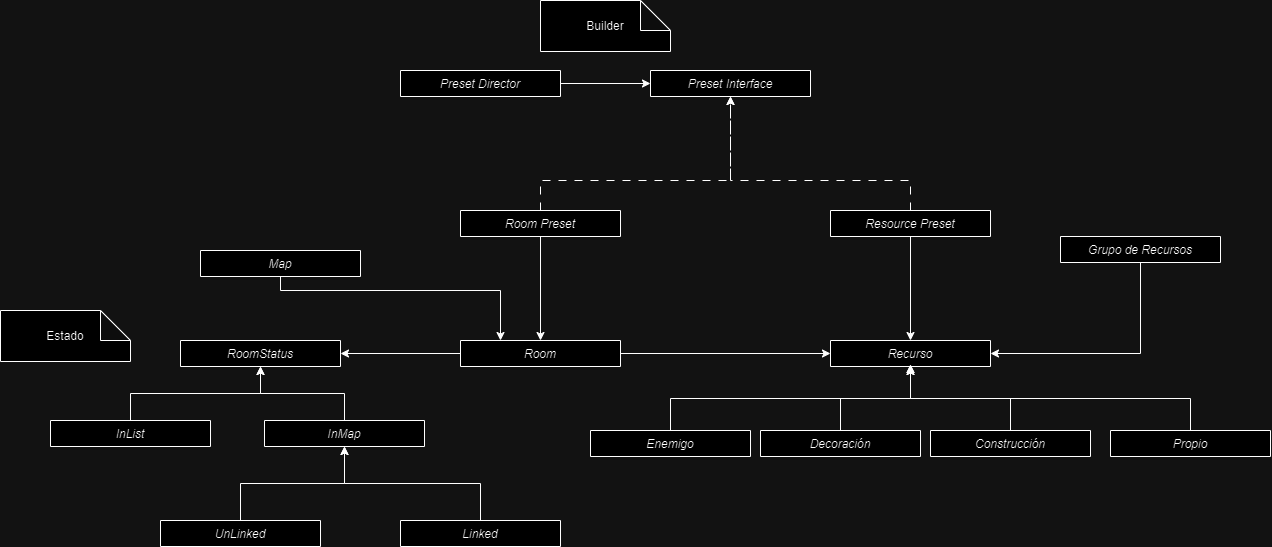 Builder
Preset Director
Preset Interface
Room Preset
Resource Preset
Grupo de Recursos
Map
Estado
RoomStatus
Room
Recurso
InList
InMap
Enemigo
Decoración
Construcción
Propio
UnLinked
Linked